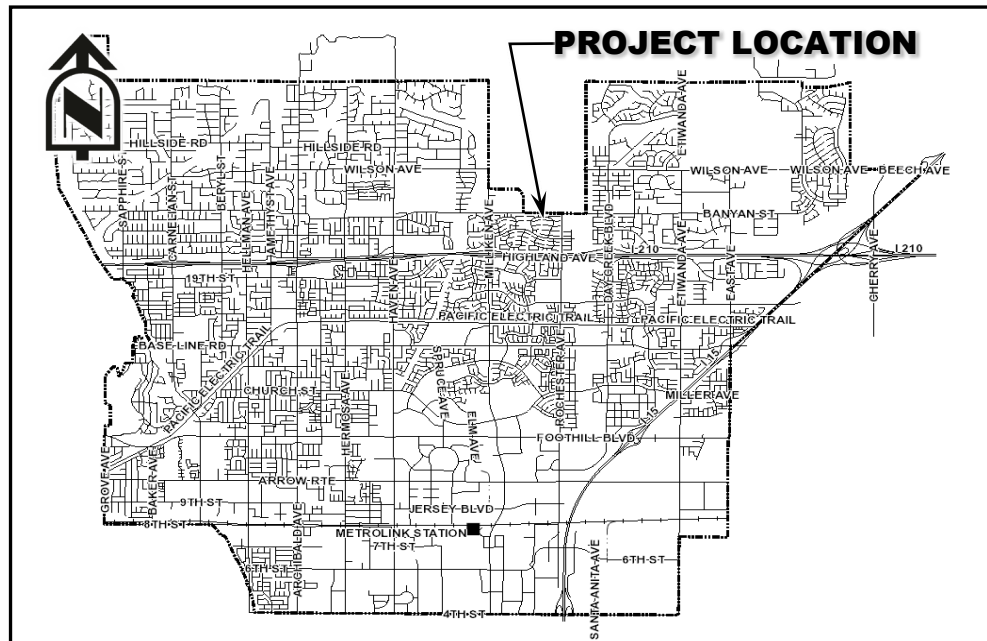 PROJECT LOCATION
N
HILLSIDE RD
HILLSIDE RD
WILSON AVE
WILSON AVE
WILSON AVE
BEECH AVE
ETIWANDA AVE
SAPPHIRE S
CARNELIAN ST
BERYL ST
HELLMAN AVE
AMETHYST AVE
MILLIKEN AVE
DAY CREEK BLVD
BANYAN ST
ETIWANDA AVE
EAST AVE
I 210
I 210
HIGHLAND AVE
CHERRY AVE
19TH ST
HAVEN AVE
PACIFIC ELECTRIC TRAIL
PACIFIC ELECTRIC TRAIL
BASE LINE RD
PACIFIC ELECTRIC TRAIL
SPRUCE AVE
ROCHESTER AVE
I 15
CHURCH ST
HERMOSA AVE
MILLER AVE
I 15
ELM AVE
FOOTHILL BLVD
GROVE AVE
BAKER AVE
ARROW RTE
9TH ST
JERSEY BLVD
8TH ST
ARCHIBALD AVE
METROLINK STATION
7TH ST
6TH ST
6TH ST
SANTA ANITA AVE
4TH ST